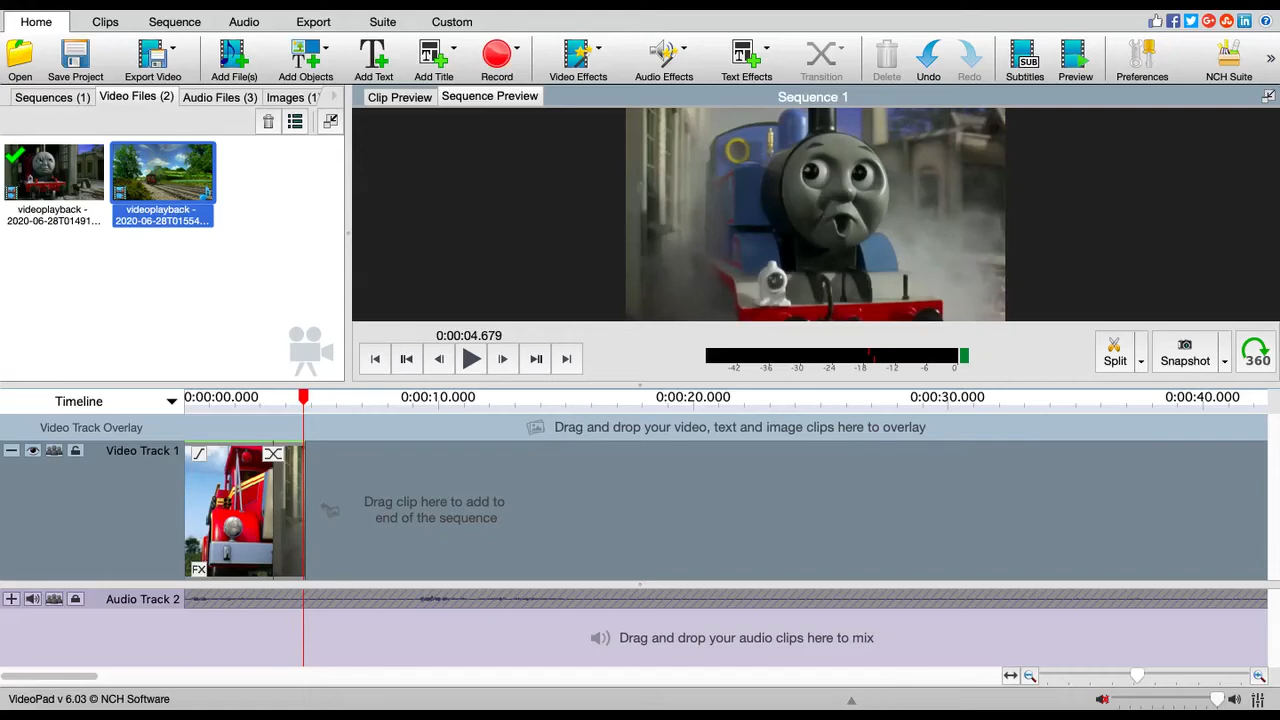 Home Clips Sequence Audio Export Suite Custom
Open Save Project Export Video Add File(s) Add Objects Add Text Add Title Record Video Effects Audio Effects Text Effects Transition Delete Undo Redo SUB Subtitles Preview Preferences NCH Suite »
Sequences (1) Video Files (2) Audio Files (3) Images (1
Clip Preview Sequence Preview Sequence 1
videoplayback - 2020-06-28T01491...
videoplayback - 2020-06-28T01554...
0:00:04.679
-42 -36 -30 -24 -18 -12 -6 0
Split Snapshot 360
Timeline 0:00:00.000 0:00:10.000 0:00:20.000 0:00:30.000 0:00:40.000
Video Track Overlay Drag and drop your video, text and image clips here to overlay
Video Track 1
Drag clip here to add to
end of the sequence
FX
Audio Track 2
Drag and drop your audio clips here to mix
VideoPad v 6.03 © NCH Software